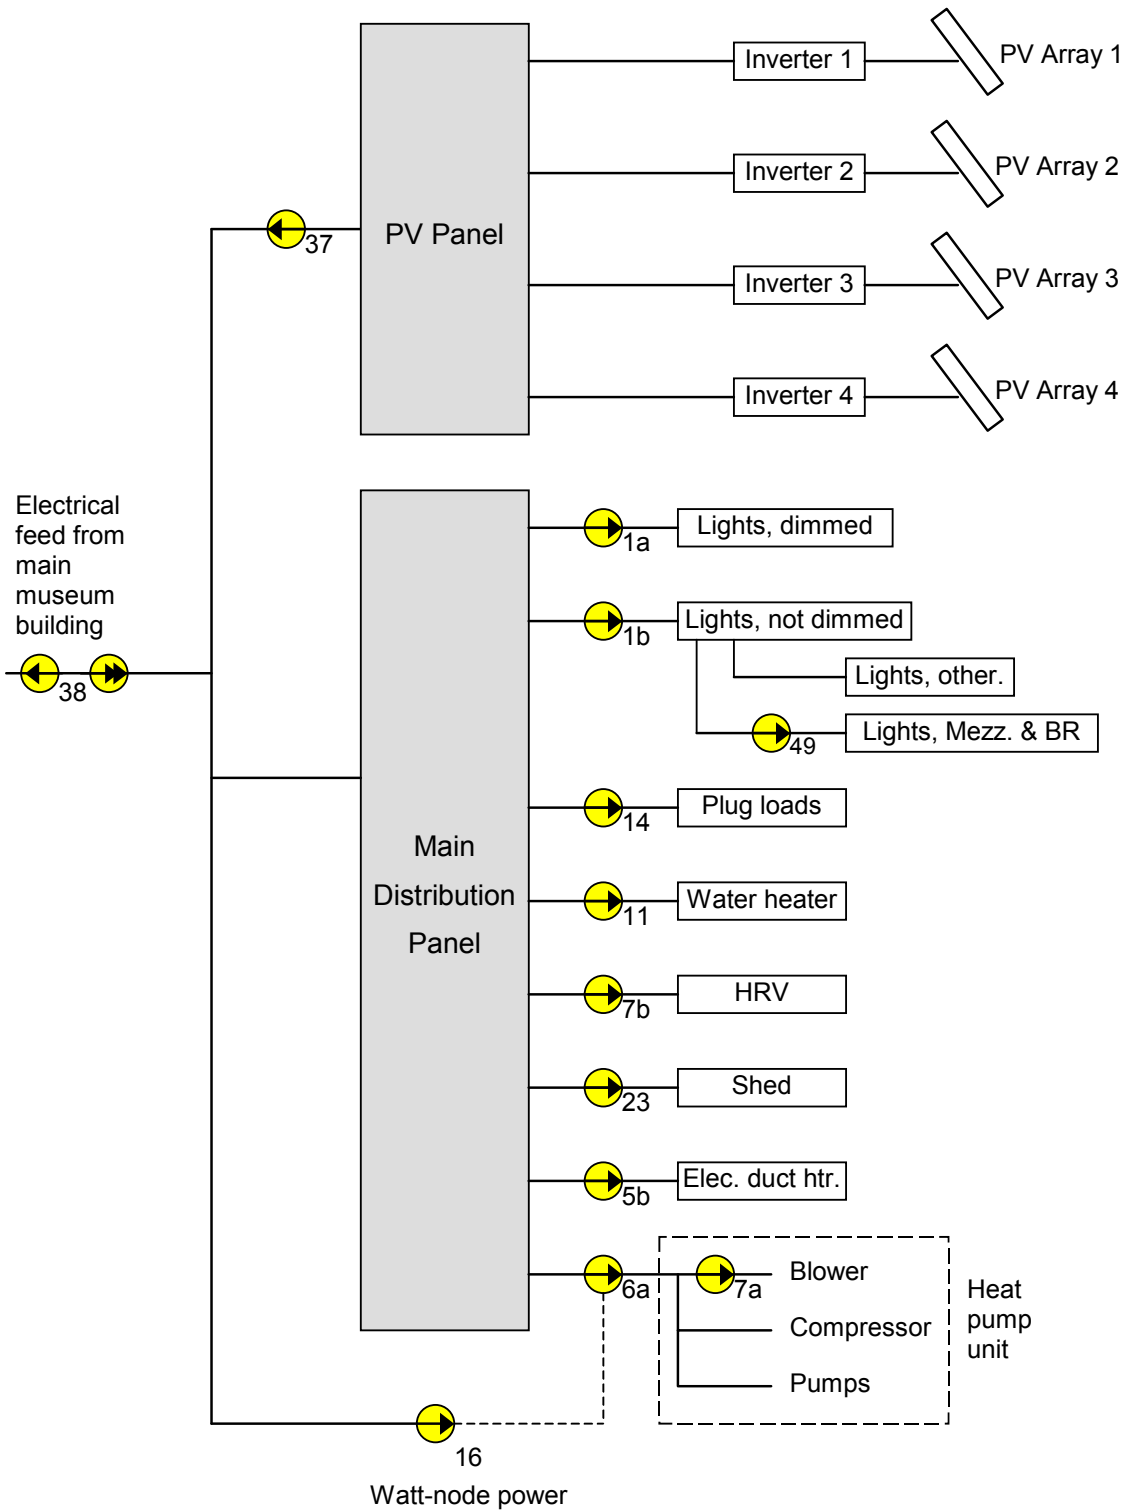 Inverter 1
PV Array 1
Inverter 2
PV Array 2
PV Panel
37
Inverter 3
PV Array 3
Inverter 4
PV Array 4
Electrical
feed from
main
museum
building
38
1a
Lights, dimmed
1b
Lights, not dimmed
Lights, other.
49
Lights, Mezz. & BR
14
Plug loads
Main
Distribution
Panel
11
Water heater
7b
HRV
23
Shed
5b
Elec. duct htr.
6a
7a
Blower
Compressor
Pumps
Heat
pump
unit
16
Watt-node power